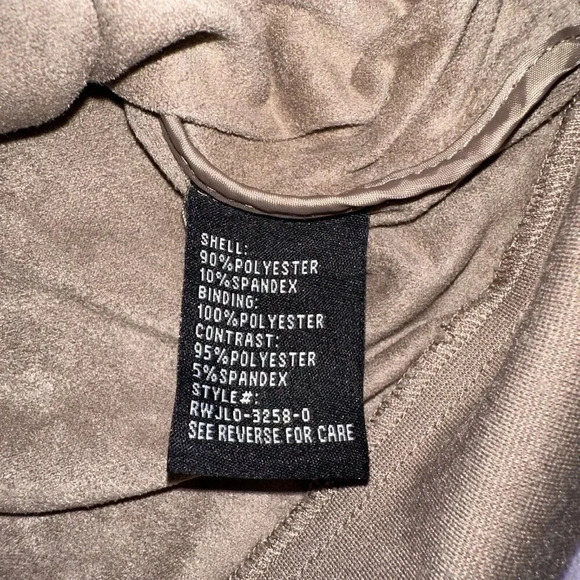 SHELL:
90%POLYESTER
10%SPANDEX
BINDING:
100%POLYESTER
CONTRAST:
95%POLYESTER
5%SPANDEX
STYLE#:
RWJLO-3258-O
SEE REVERSE FOR CARE